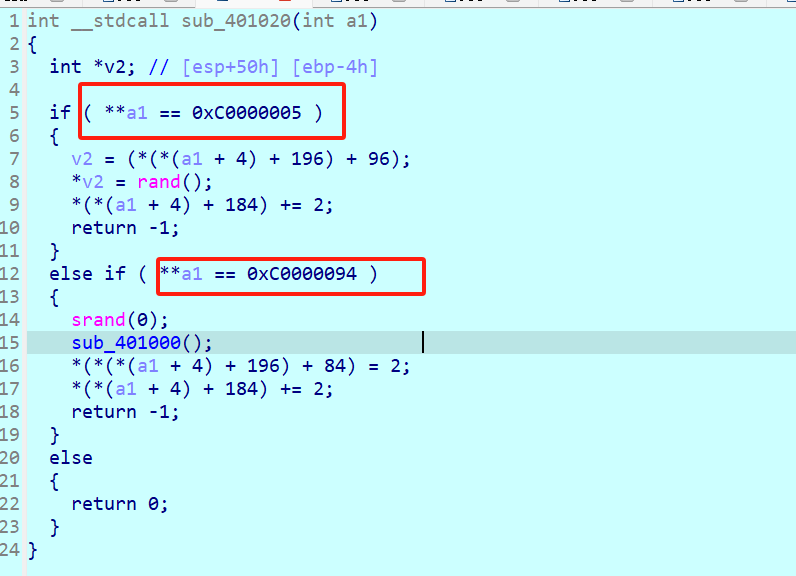 1 int __stdcall sub_401020(int a1)
2 {
3   int *v2; // [esp+50h] [ebp-4h]
4
5   if ( **a1 == 0xC0000005 )
6   {
7     v2 = (*(*(a1 + 4) + 196) + 96);
8     *v2 = rand();
9     *(*(a1 + 4) + 184) += 2;
10     return -1;
11   }
12   else if ( **a1 == 0xC0000094 )
13   {
14     srand(0);
15     sub_401000();
16     *(*(*(a1 + 4) + 196) + 84) = 2;
17     *(*(a1 + 4) + 184) += 2;
18     return -1;
19   }
20   else
21   {
22     return 0;
23   }
24 }